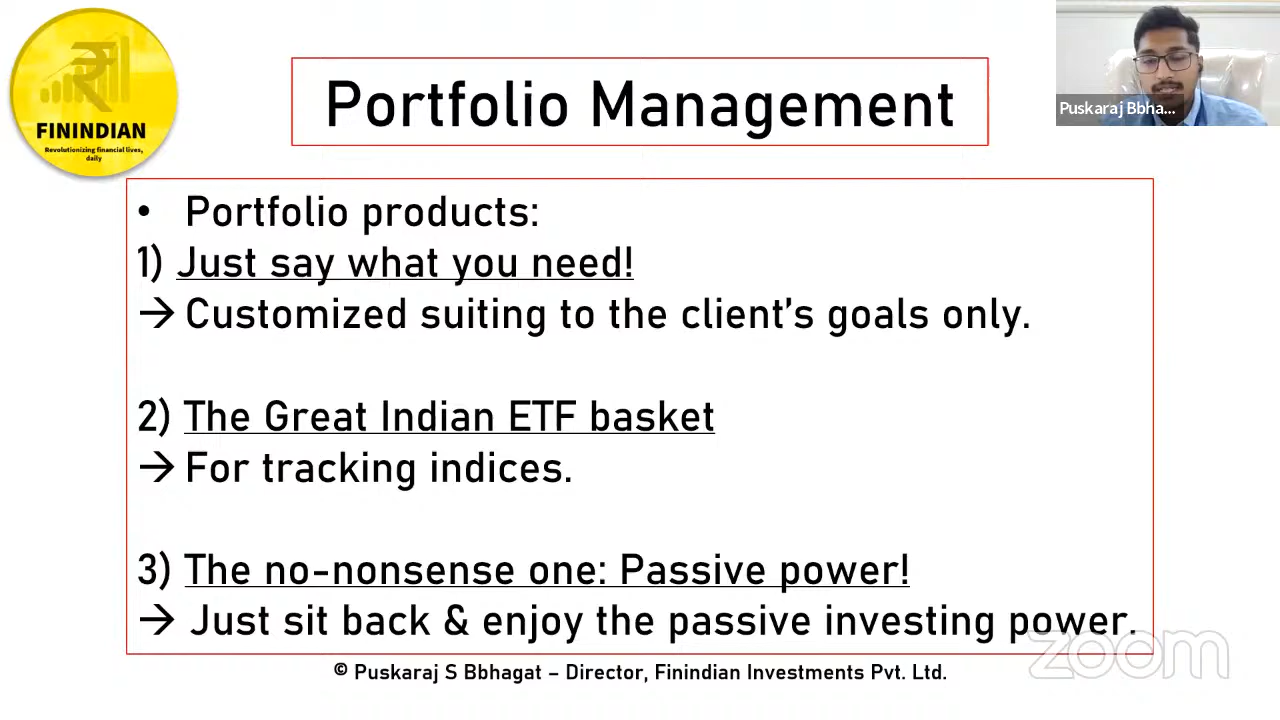 FININDIAN
Revolutionizing financial lives,
daily
Portfolio Management
Puskaraj Bbha...
• Portfolio products:
1) Just say what you need!
→ Customized suiting to the client's goals only.
2) The Great Indian ETF basket
→ For tracking indices.
3) The no-nonsense one: Passive power!
→ Just sit back & enjoy the passive investing power.
zoom
© Puskaraj S Bbhagat – Director, Finindian Investments Pvt. Ltd.